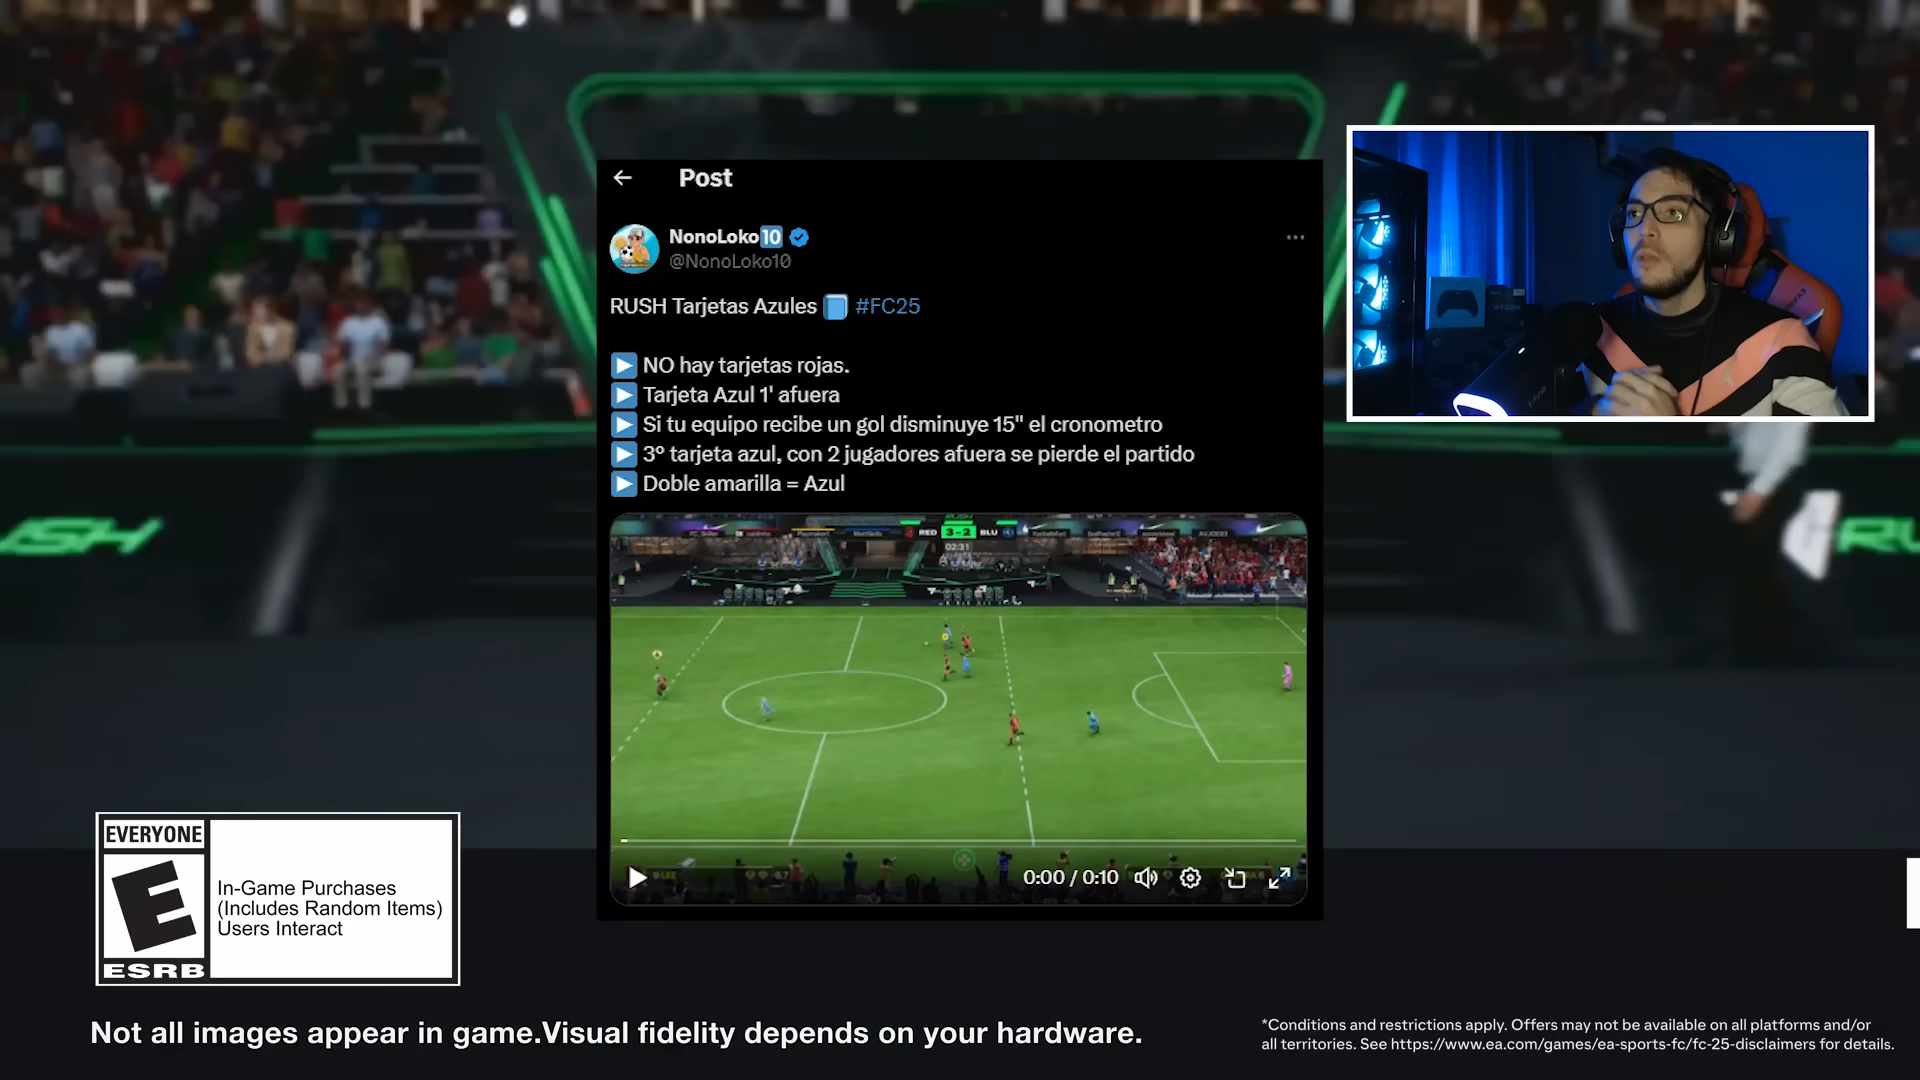 Post
NonoLoko10
@NonoLoko10
RUSH Tarjetas Azules #FC25
NO hay tarjetas rojas.
Tarjeta Azul 1' afuera
Si tu equipo recibe un gol disminuye 15" el cronometro
3º tarjeta azul, con 2 jugadores afuera se pierde el partido
Doble amarilla = Azul
RED 3-2 BLU
02:31
0:00 / 0:10
EVERYONE
E
ESRB
In-Game Purchases
(Includes Random Items)
Users Interact
Not all images appear in game.Visual fidelity depends on your hardware.
*Conditions and restrictions apply. Offers may not be available on all platforms and/or
all territories. See https://www.ea.com/games/ea-sports-fc/fc-25-disclaimers for details.